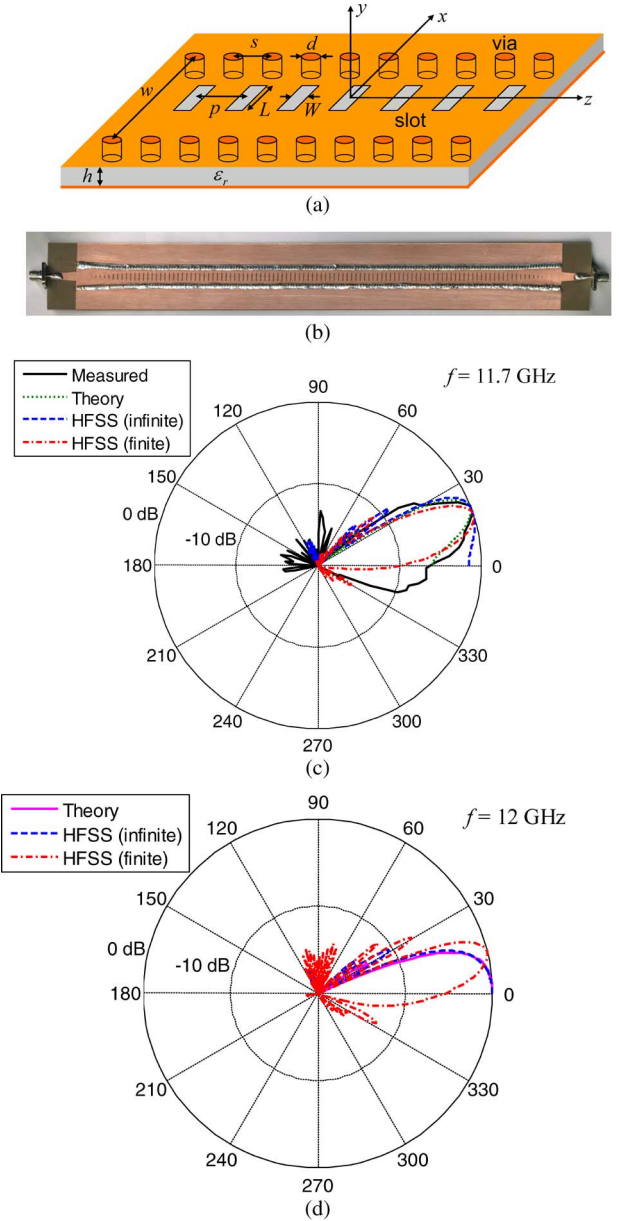 y
x
s
d
via
w
p
L
W
z
slot
h
εr
(a)
(b)
Measured
Theory
HFSS (infinite)
HFSS (finite)
f = 11.7 GHz
90
120
60
150
30
0 dB
-10 dB
180
0
210
330
240
300
270
(c)
Theory
HFSS (infinite)
HFSS (finite)
f = 12 GHz
90
120
60
150
30
0 dB
-10 dB
180
0
210
330
240
300
270
(d)